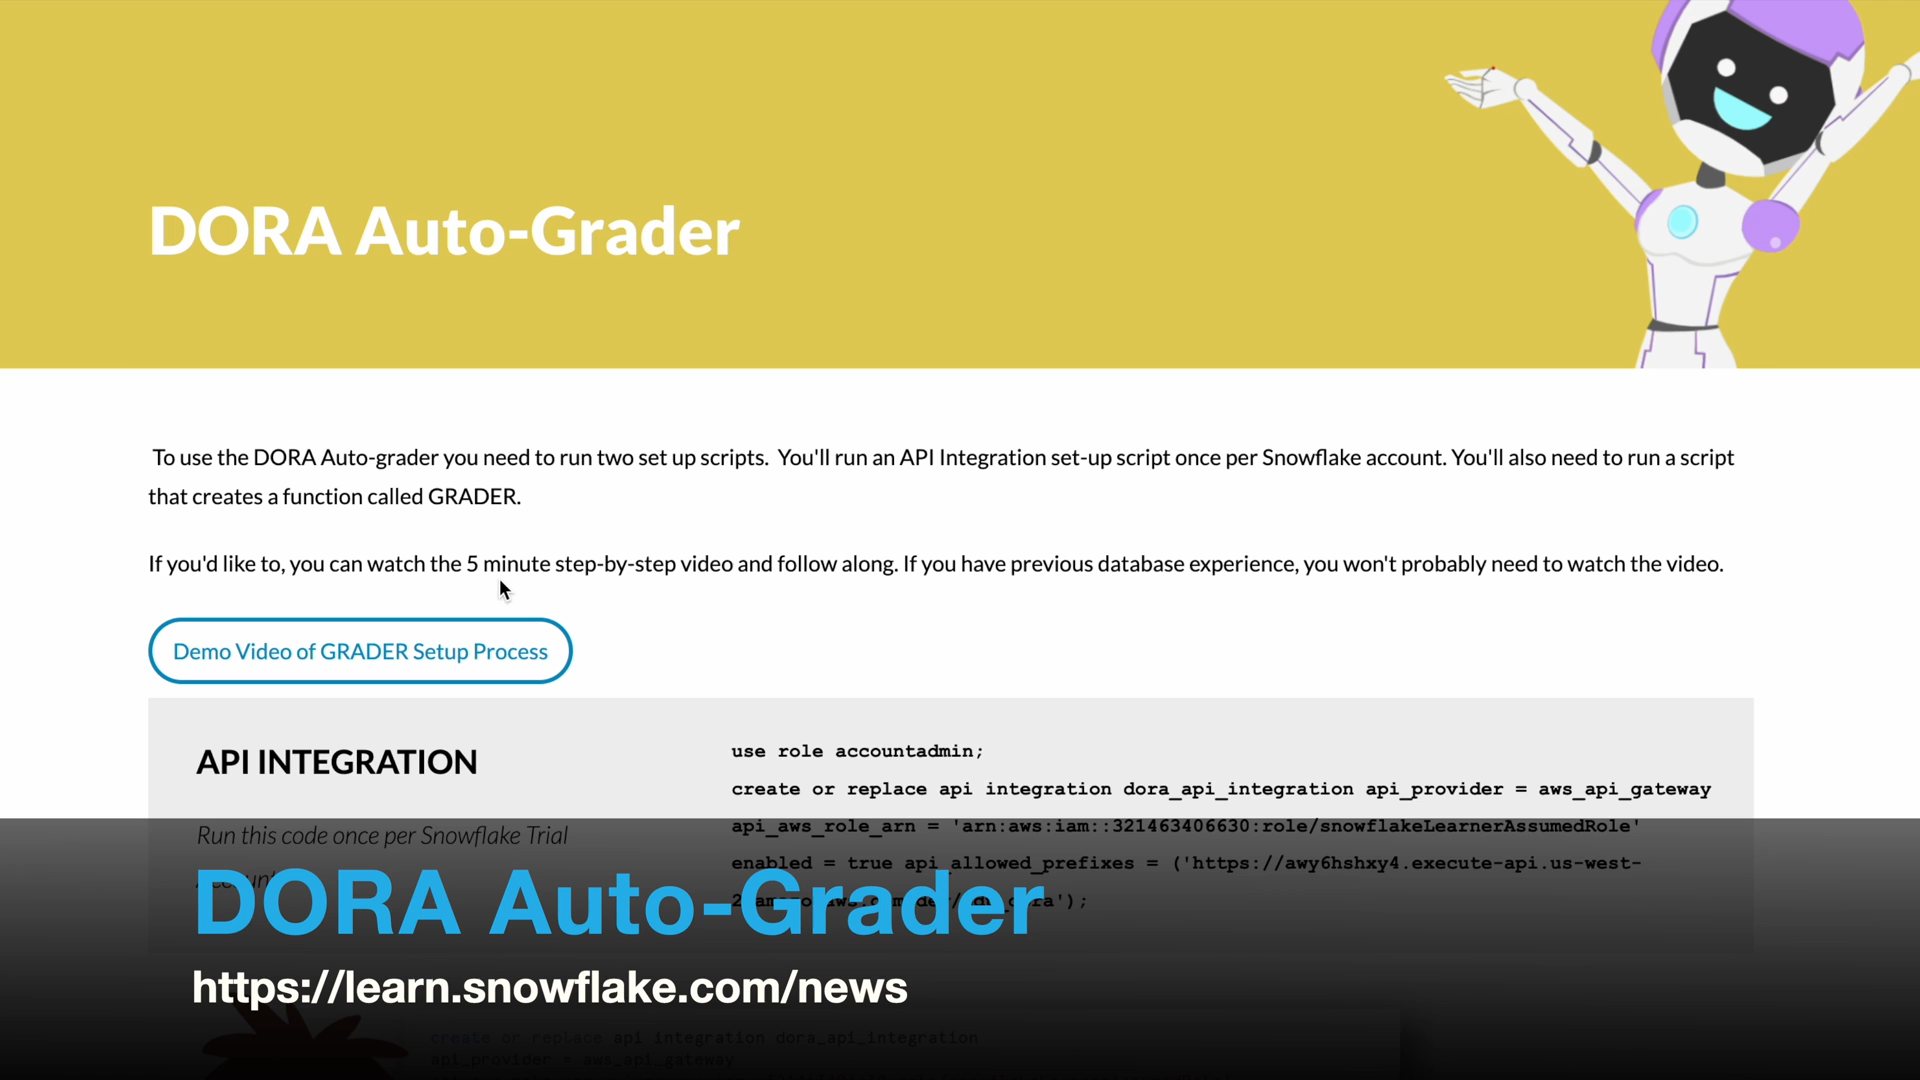 DORA Auto-Grader
To use the DORA Auto-grader you need to run two set up scripts. You'll run an API Integration set-up script once per Snowflake account. You'll also need to run a script
that creates a function called GRADER.
If you'd like to, you can watch the 5 minute step-by-step video and follow along. If you have previous database experience, you won't probably need to watch the video.
Demo Video of GRADER Setup Process
API INTEGRATION
Run this code once per Snowflake Trial
use role accountadmin;
create or replace api integration dora_api_integration api_provider = aws_api_gateway
api_aws_role_arn = 'arn:aws:iam::321463406630:role/snowflakeLearnerAssumedRole'
enabled = true api_allowed_prefixes = ('https://awy6hshxy4.execute-api.us-west-
DORA Auto-Grader
https://learn.snowflake.com/news
create or replace api integration dora_api_integration
api_provider = aws_api_gateway